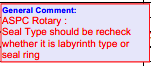 General Comment:
ASPC Rotary :
Seal Type should be recheck
whether it is labyrinth type or
seal ring